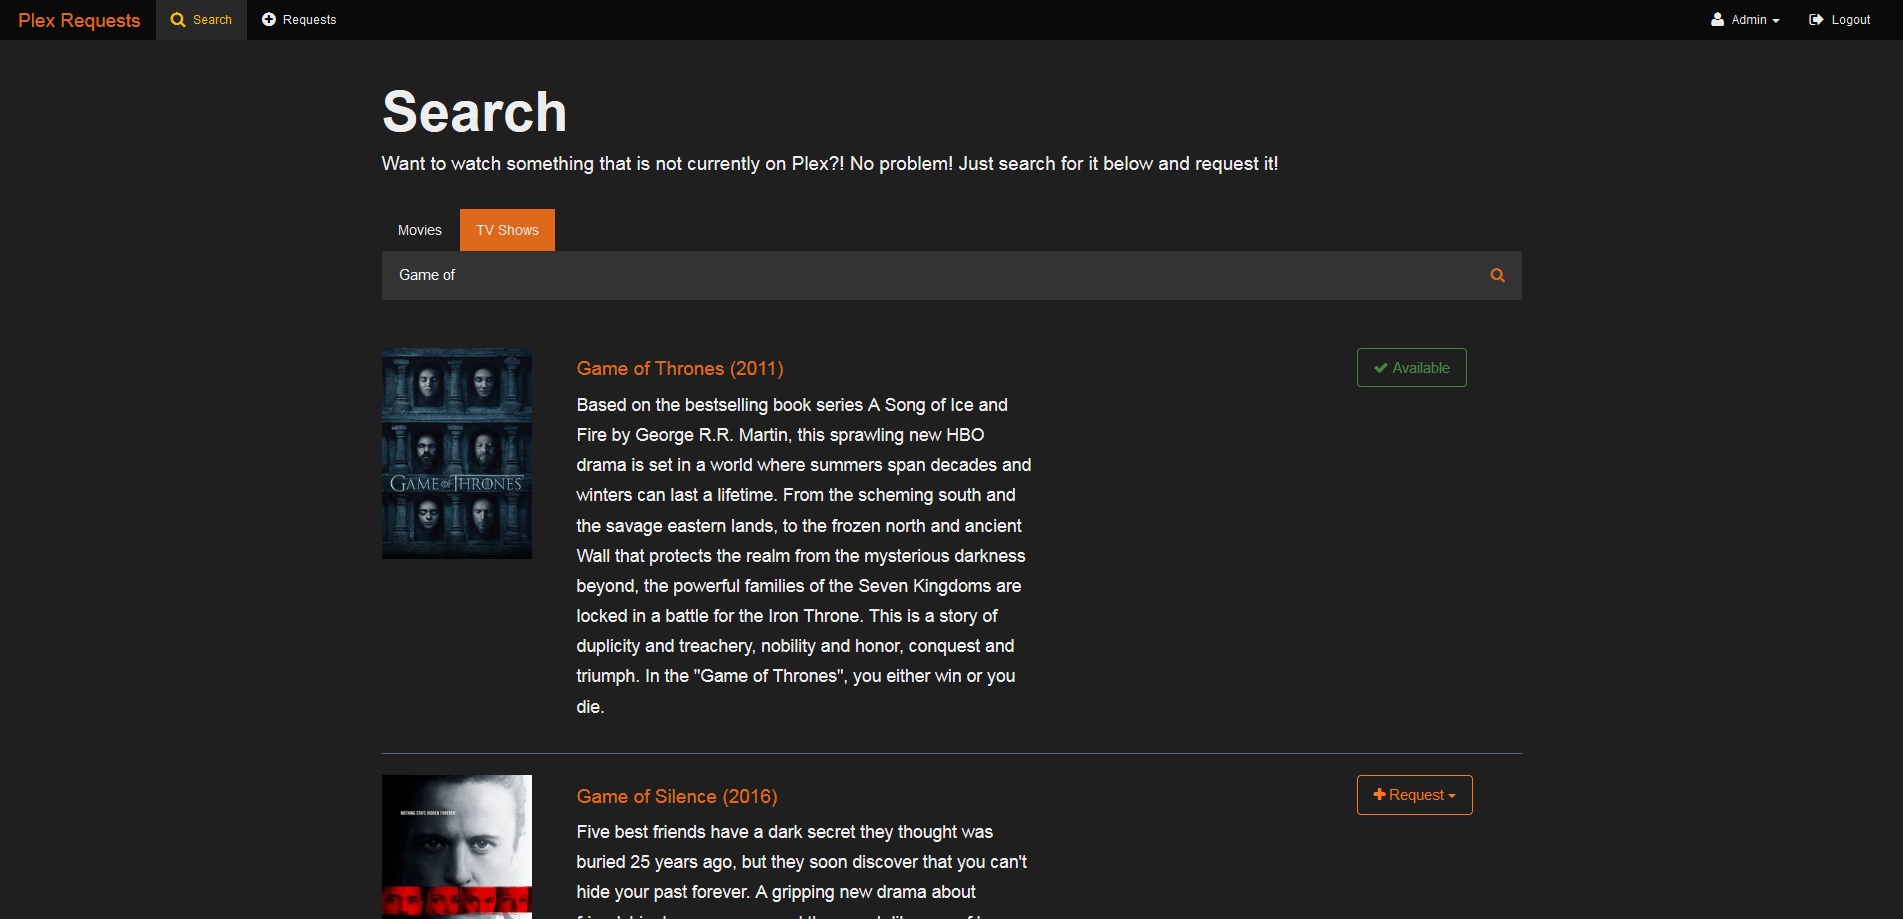 Plex Requests Search Requests Admin Logout
Search
Want to watch something that is not currently on Plex?! No problem! Just search for it below and request it!
Movies TV Shows
Game of
Game of Thrones (2011)
Available
Based on the bestselling book series A Song of Ice and
Fire by George R.R. Martin, this sprawling new HBO
drama is set in a world where summers span decades and
winters can last a lifetime. From the scheming south and
the savage eastern lands, to the frozen north and ancient
Wall that protects the realm from the mysterious darkness
beyond, the powerful families of the Seven Kingdoms are
locked in a battle for the Iron Throne. This is a story of
duplicity and treachery, nobility and honor, conquest and
triumph. In the "Game of Thrones", you either win or you
die.
GAME OF THRONES
Game of Silence (2016)
Request
NOTHING STAYS HIDDEN FOREVER
Five best friends have a dark secret they thought was
buried 25 years ago, but they soon discover that you can't
hide your past forever. A gripping new drama about